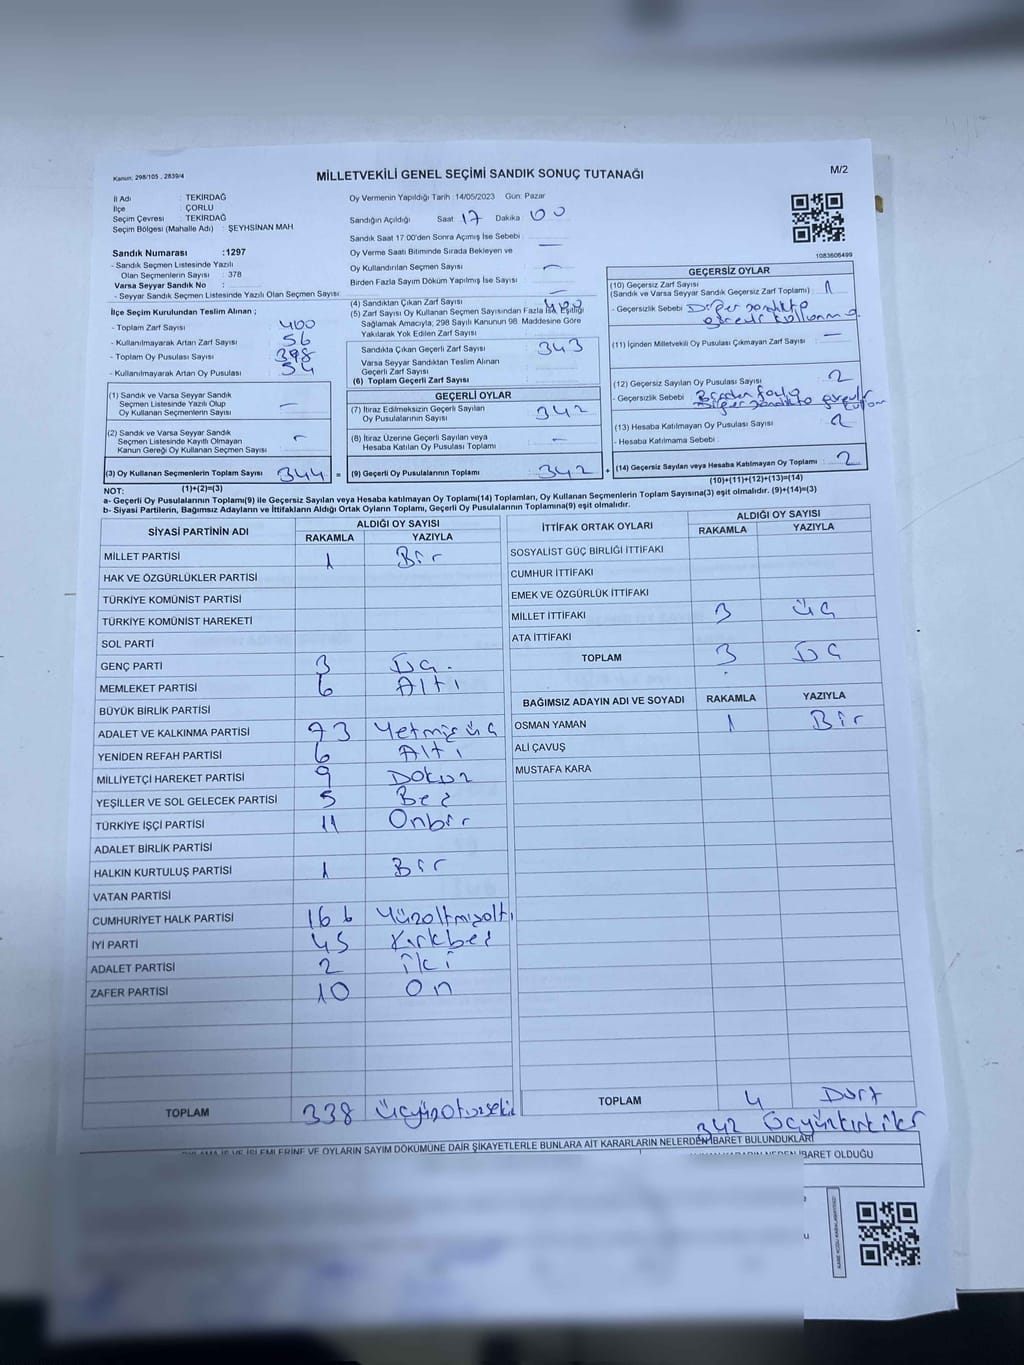 Kanun: 298/105 , 2839/4
MİLLETVEKİLİ GENEL SEÇİMİ SANDIK SONUÇ TUTANAĞI
M/2
İl Adı : TEKİRDAĞ
İlçe : ÇORLU
Seçim Çevresi : TEKİRDAĞ
Seçim Bölgesi (Mahalle Adı) : ŞEYHSİNAN MAH
Sandık Numarası :1297
- Sandık Seçmen Listesinde Yazılı
Olan Seçmenlerin Sayısı : 378
Varsa Seyyar Sandık No :
- Seyyar Sandık Seçmen Listesinde Yazılı Olan Seçmen Sayısı:
İlçe Seçim Kurulundan Teslim Alınan ;
- Toplam Zarf Sayısı : 400
- Kullanılmayarak Artan Zarf Sayısı : 56
- Toplam Oy Pusulası Sayısı : 398
- Kullanılmayarak Artan Oy Pusulası : 54
(1) Sandık ve Varsa Seyyar Sandık
Seçmen Listesinde Yazılı Olup
Oy Kullanan Seçmenlerin Sayısı : —
(2) Sandık ve Varsa Seyyar Sandık
Seçmen Listesinde Kayıtlı Olmayan
Kanun Gereği Oy Kullanan Seçmen Sayısı : -
(3) Oy Kullanan Seçmenlerin Toplam Sayısı : 344 =
(1)+(2)=(3)
Oy Vermenin Yapıldığı Tarih : 14/05/2023 Gün: Pazar
Sandığın Açıldığı Saat : 17 Dakika : 00
Sandık Saat 17.00'den Sonra Açımış İse Sebebi : —
Oy Verme Saati Bitiminde Sırada Bekleyen ve
Oy Kullandırılan Seçmen Sayısı : —
Birden Fazla Sayım Döküm Yapılmış İse Sayısı : —
(4) Sandıktan Çıkan Zarf Sayısı
(5) Zarf Sayısı Oy Kullanan Seçmen Sayısından Fazla İse, Eşitliği
Sağlamak Amacıyla; 298 Sayılı Kanunun 98. Maddesine Göre
Yakılarak Yok Edilen Zarf Sayısı :
Sandıkta Çıkan Geçerli Zarf Sayısı : 343
Varsa Seyyar Sandıktan Teslim Alınan
Geçerli Zarf Sayısı
(6) Toplam Geçerli Zarf Sayısı
GEÇERLİ OYLAR
(7) İtiraz Edilmeksizin Geçerli Sayılan
Oy Pusulalarının Sayısı : 342
(8) İtiraz Üzerine Geçerli Sayılan veya
Hesaba Katılan Oy Pusulası Toplamı : —
(9) Geçerli Oy Pusulalarının Toplamı : 342 +
1083606499
GEÇERSİZ OYLAR
(10) Geçersiz Zarf Sayısı
(Sandık ve Varsa Seyyar Sandık Geçersiz Zarf Toplamı) : 1
- Geçersizlik Sebebi : Diğer sandıkta
(11) İçinden Milletvekili Oy Pusulası Çıkmayan Zarf Sayısı : —
(12) Geçersiz Sayılan Oy Pusulası Sayısı : 2
- Geçersizlik Sebebi : Birden fazla
(13) Hesaba Katılmayan Oy Pusulası Sayısı : 2
- Hesaba Katılmama Sebebi :
(14) Geçersiz Sayılan veya Hesaba Katılmayan Oy Toplamı : 2
(10)+(11)+(12)+(13)=(14)
NOT:
a- Geçerli Oy Pusulalarının Toplamı(9) ile Geçersiz Sayılan veya Hesaba katılmayan Oy Toplamı(14) Toplamları, Oy Kullanan Seçmenlerin Toplam Sayısına(3) eşit olmalıdır. (9)+(14)=(3)
b- Siyasi Partilerin, Bağımsız Adayların ve İttifakların Aldığı Ortak Oyların Toplamı, Geçerli Oy Pusulalarının Toplamına(9) eşit olmalıdır.
SİYASİ PARTİNİN ADI ALDIĞI OY SAYISI
RAKAMLA YAZIYLA
MİLLET PARTİSİ 1 Bir
HAK VE ÖZGÜRLÜKLER PARTİSİ
TÜRKİYE KOMÜNİST PARTİSİ
TÜRKİYE KOMÜNİST HAREKETİ
SOL PARTİ
GENÇ PARTİ 3 Üç.
MEMLEKET PARTİSİ 6 Altı
BÜYÜK BİRLİK PARTİSİ
ADALET VE KALKINMA PARTİSİ 73 Yetmişüç
YENİDEN REFAH PARTİSİ 6 Altı
MİLLİYETÇİ HAREKET PARTİSİ 9 Dokuz
YEŞİLLER VE SOL GELECEK PARTİSİ 5 Beş
TÜRKİYE İŞÇİ PARTİSİ 11 Onbir
ADALET BİRLİK PARTİSİ
HALKIN KURTULUŞ PARTİSİ 1 Bir
VATAN PARTİSİ
CUMHURİYET HALK PARTİSİ 166 Yüzaltmışaltı
İYİ PARTİ 45 Kırkbeş
ADALET PARTİSİ 2 İki
ZAFER PARTİSİ 10 On
TOPLAM 338 Üçyüzotuzsekiz
İTTİFAK ORTAK OYLARI ALDIĞI OY SAYISI
RAKAMLA YAZIYLA
SOSYALİST GÜÇ BİRLİĞİ İTTİFAKI
CUMHUR İTTİFAKI
EMEK VE ÖZGÜRLÜK İTTİFAKI
MİLLET İTTİFAKI 3 üç
ATA İTTİFAKI
TOPLAM 3 Üç
BAĞIMSIZ ADAYIN ADI VE SOYADI RAKAMLA YAZIYLA
OSMAN YAMAN 1 Bir
ALİ ÇAVUŞ
MUSTAFA KARA
TOPLAM 4 Dört
342 Üçyüzkırkiki
VE İŞLEMLERİNE VE OYLARIN SAYIM DÖKÜMÜNE DAİR ŞİKAYETLERLE BUNLARA AİT KARARLARIN NELERDEN İBARET BULUNDUKLARI
İBARET OLDUĞU